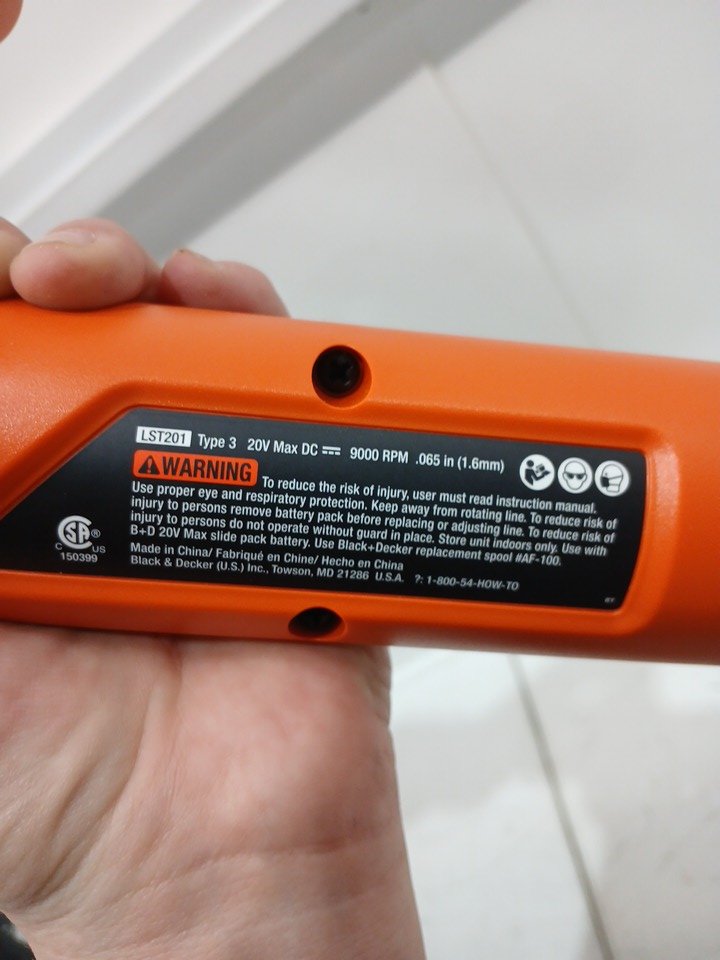 LST201 Type 3 20V Max DC 9000 RPM .065 in (1.6mm)
WARNING To reduce the risk of injury, user must read instruction manual.
Use proper eye and respiratory protection. Keep away from rotating line. To reduce risk of
injury to persons remove battery pack before replacing or adjusting line. To reduce risk of
injury to persons do not operate without guard in place. Store unit indoors only. Use with
B+D 20V Max slide pack battery. Use Black+Decker replacement spool #AF-100.
Made in China/ Fabriqué en Chine/ Hecho en China
Black & Decker (U.S.) Inc., Towson, MD 21286 U.S.A. ?: 1-800-54-HOW-TO
C SA ® US
150399